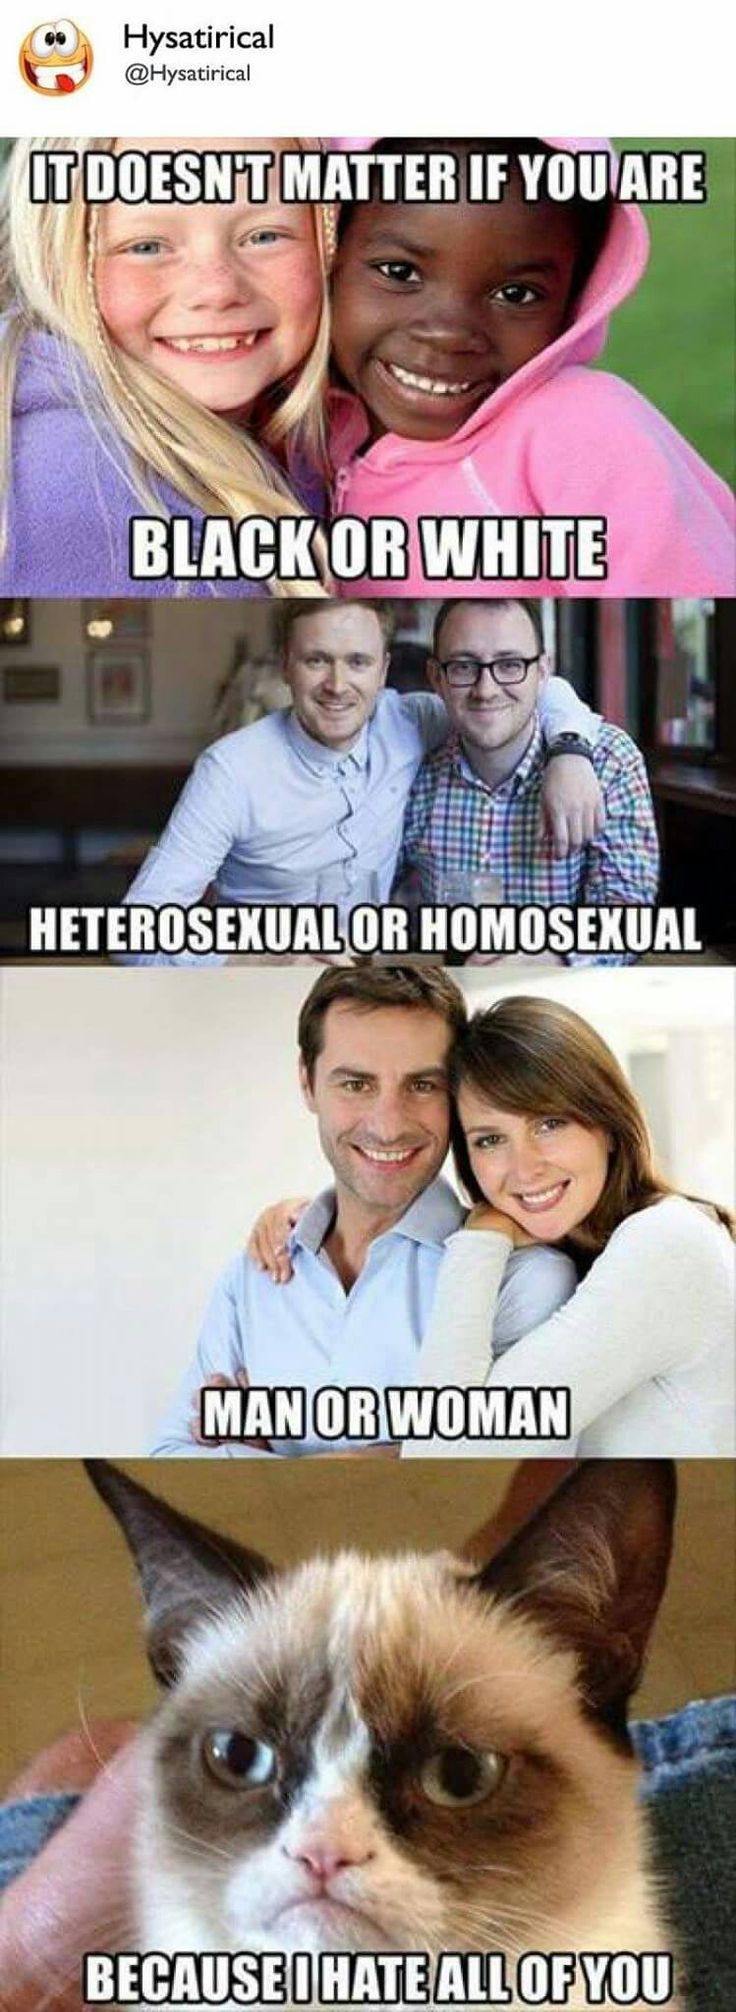 Hysatirical
@Hysatirical
IT DOESN'T MATTER IF YOU ARE
BLACK OR WHITE
HETEROSEXUAL OR HOMOSEXUAL
MAN OR WOMAN
BECAUSE I HATE ALL OF YOU